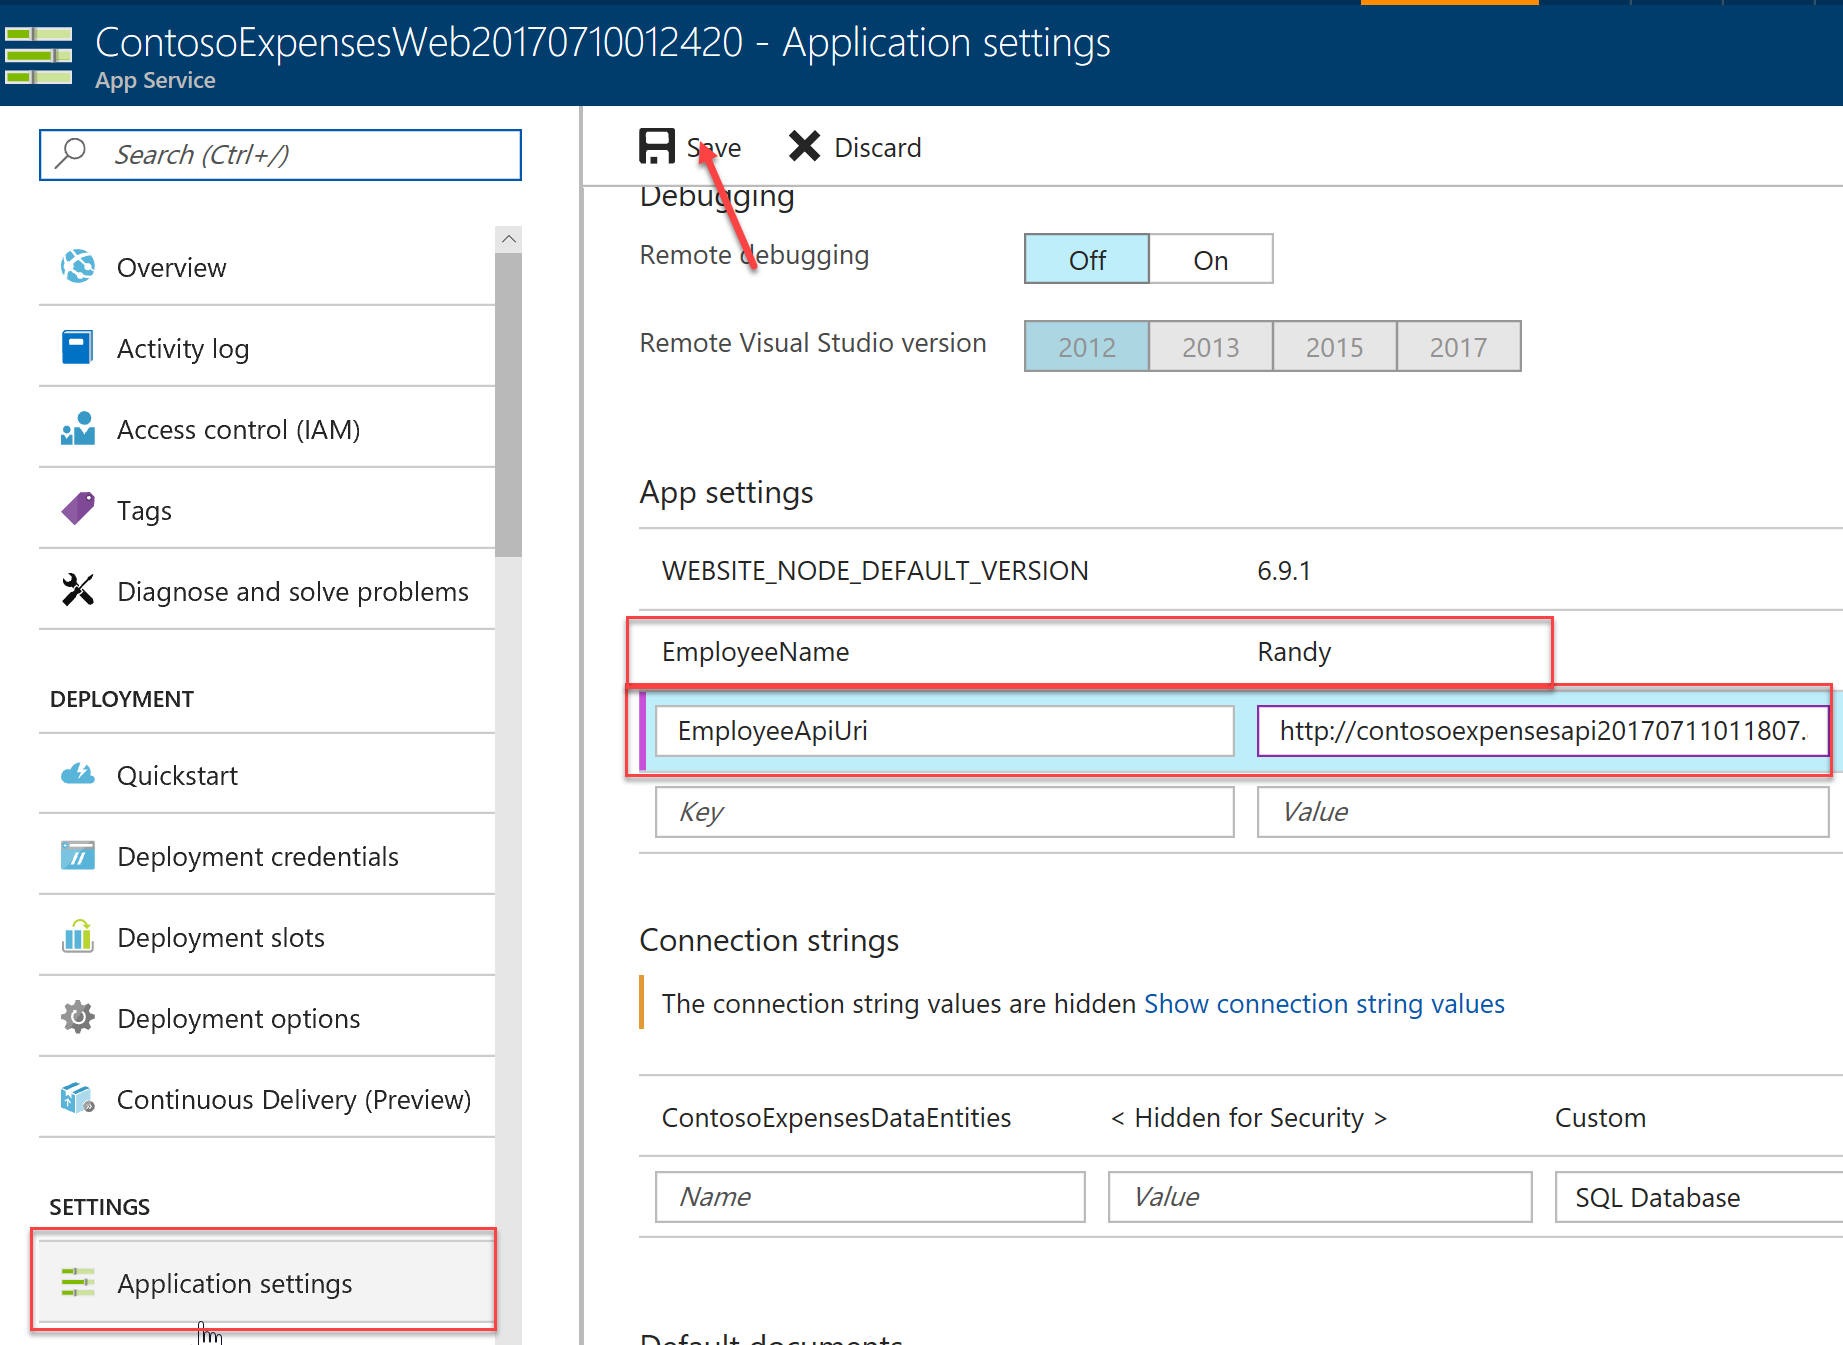 ContosoExpensesWeb20170710012420 - Application settings
App Service
Search (Ctrl+/)
Overview
Activity log
Access control (IAM)
Tags
Diagnose and solve problems
DEPLOYMENT
Quickstart
Deployment credentials
Deployment slots
Deployment options
Continuous Delivery (Preview)
SETTINGS
Application settings
Save Discard
Debugging
Remote debugging Off On
Remote Visual Studio version 2012 2013 2015 2017
App settings
WEBSITE_NODE_DEFAULT_VERSION 6.9.1
EmployeeName Randy
EmployeeApiUri http://contosoexpensesapi20170711011807.
Key Value
Connection strings
The connection string values are hidden Show connection string values
ContosoExpensesDataEntities < Hidden for Security > Custom
Name Value SQL Database
Default documents